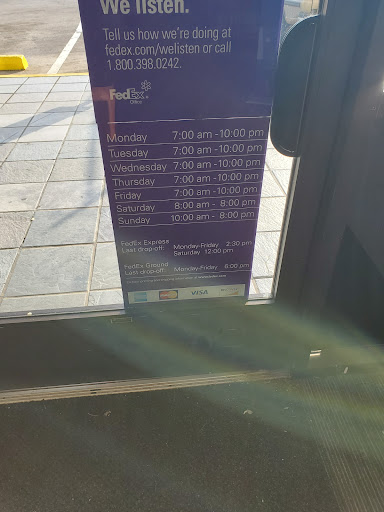 We listen.
Tell us how we're doing at
fedex.com/welisten or call
1.800.398.0242.
FedEx
Office
Monday 7:00 am - 10:00 pm
Tuesday 7:00 am - 10:00 pm
Wednesday 7:00 am - 10:00 pm
Thursday 7:00 am - 10:00 pm
Friday 7:00 am - 10:00 pm
Saturday 8:00 am - 8:00 pm
Sunday 10:00 am - 8:00 pm
FedEx Express Monday-Friday 2:30 pm
Last drop-off: Saturday 12:00 pm
FedEx Ground
Last drop-off: Monday-Friday 6:00 pm
VISA